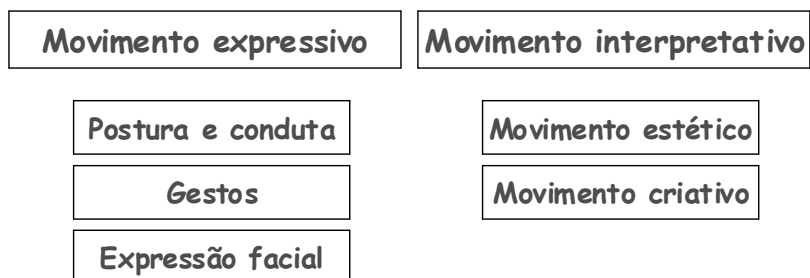 Movimento expressivo
Movimento interpretativo
Postura e conduta
Gestos
Expressão facial
Movimento estético
Movimento criativo